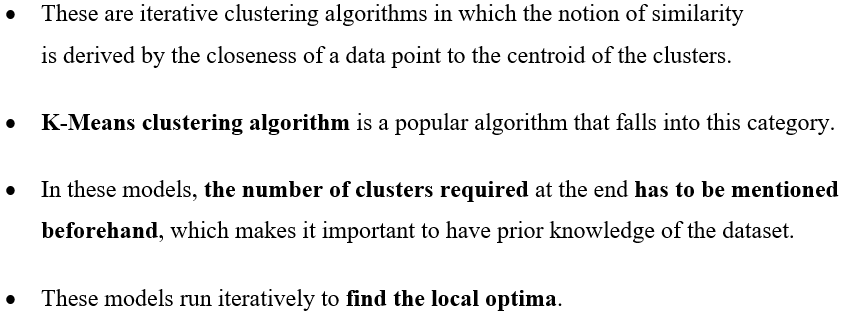 • These are iterative clustering algorithms in which the notion of similarity
is derived by the closeness of a data point to the centroid of the clusters.
• K-Means clustering algorithm is a popular algorithm that falls into this category.
• In these models, the number of clusters required at the end has to be mentioned
beforehand, which makes it important to have prior knowledge of the dataset.
• These models run iteratively to find the local optima.